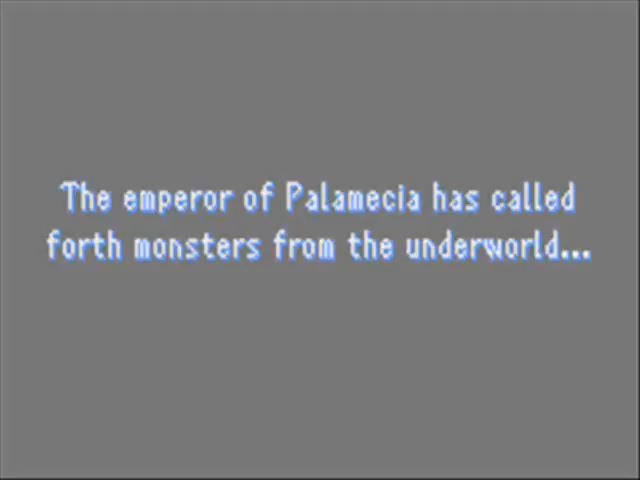 The emperor of Palamecia has called
forth monsters from the underworld...